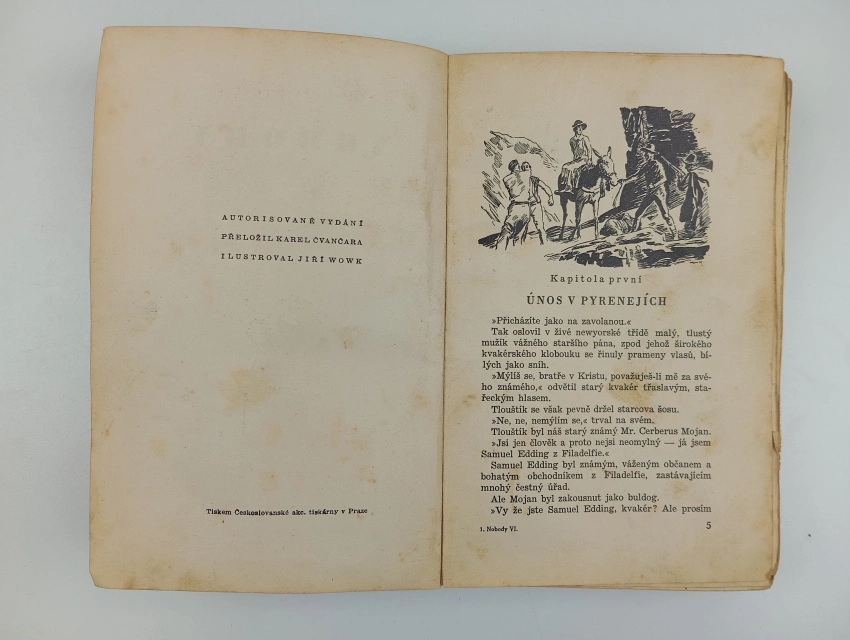 AUTORISOVANÉ VYDÁNÍ
PŘELOŽIL KAREL ČVANČARA
ILUSTROVAL JIŘÍ WOWK
Tiskem Československé akc. tiskárny v Praze
Kapitola první
ÚNOS V PYRENEJÍCH
»Přicházíte jako na zavolanou.«
Tak oslovil v živé newyorské třídě malý, tlustý
mužík vážného staršího pána, zpod jehož širokého
kvakérského klobouku se řinuly prameny vlasů, bí-
lých jako sníh.
»Mýlíš se, bratře v Kristu, považuješ-li mě za své-
ho známého,« odvětil starý kvakér třaslavým, sta-
řeckým hlasem.
Tlouštík se však pevně držel starcova šosu.
»Ne, ne, nemýlím se,« trval na svém.
Tlouštík byl náš starý známý Mr. Cerberus Mojan.
»Jsi jen člověk a proto nejsi neomylný — já jsem
Samuel Edding z Filadelfie.«
Samuel Edding byl známým, váženým občanem a
bohatým obchodníkem z Filadelfie, zastávajícím
mnohý čestný úřad.
Ale Mojan byl zakousnut jako buldog.
»Vy že jste Samuel Edding, kvakér? Ale prosím
1. Nobody VI.
5